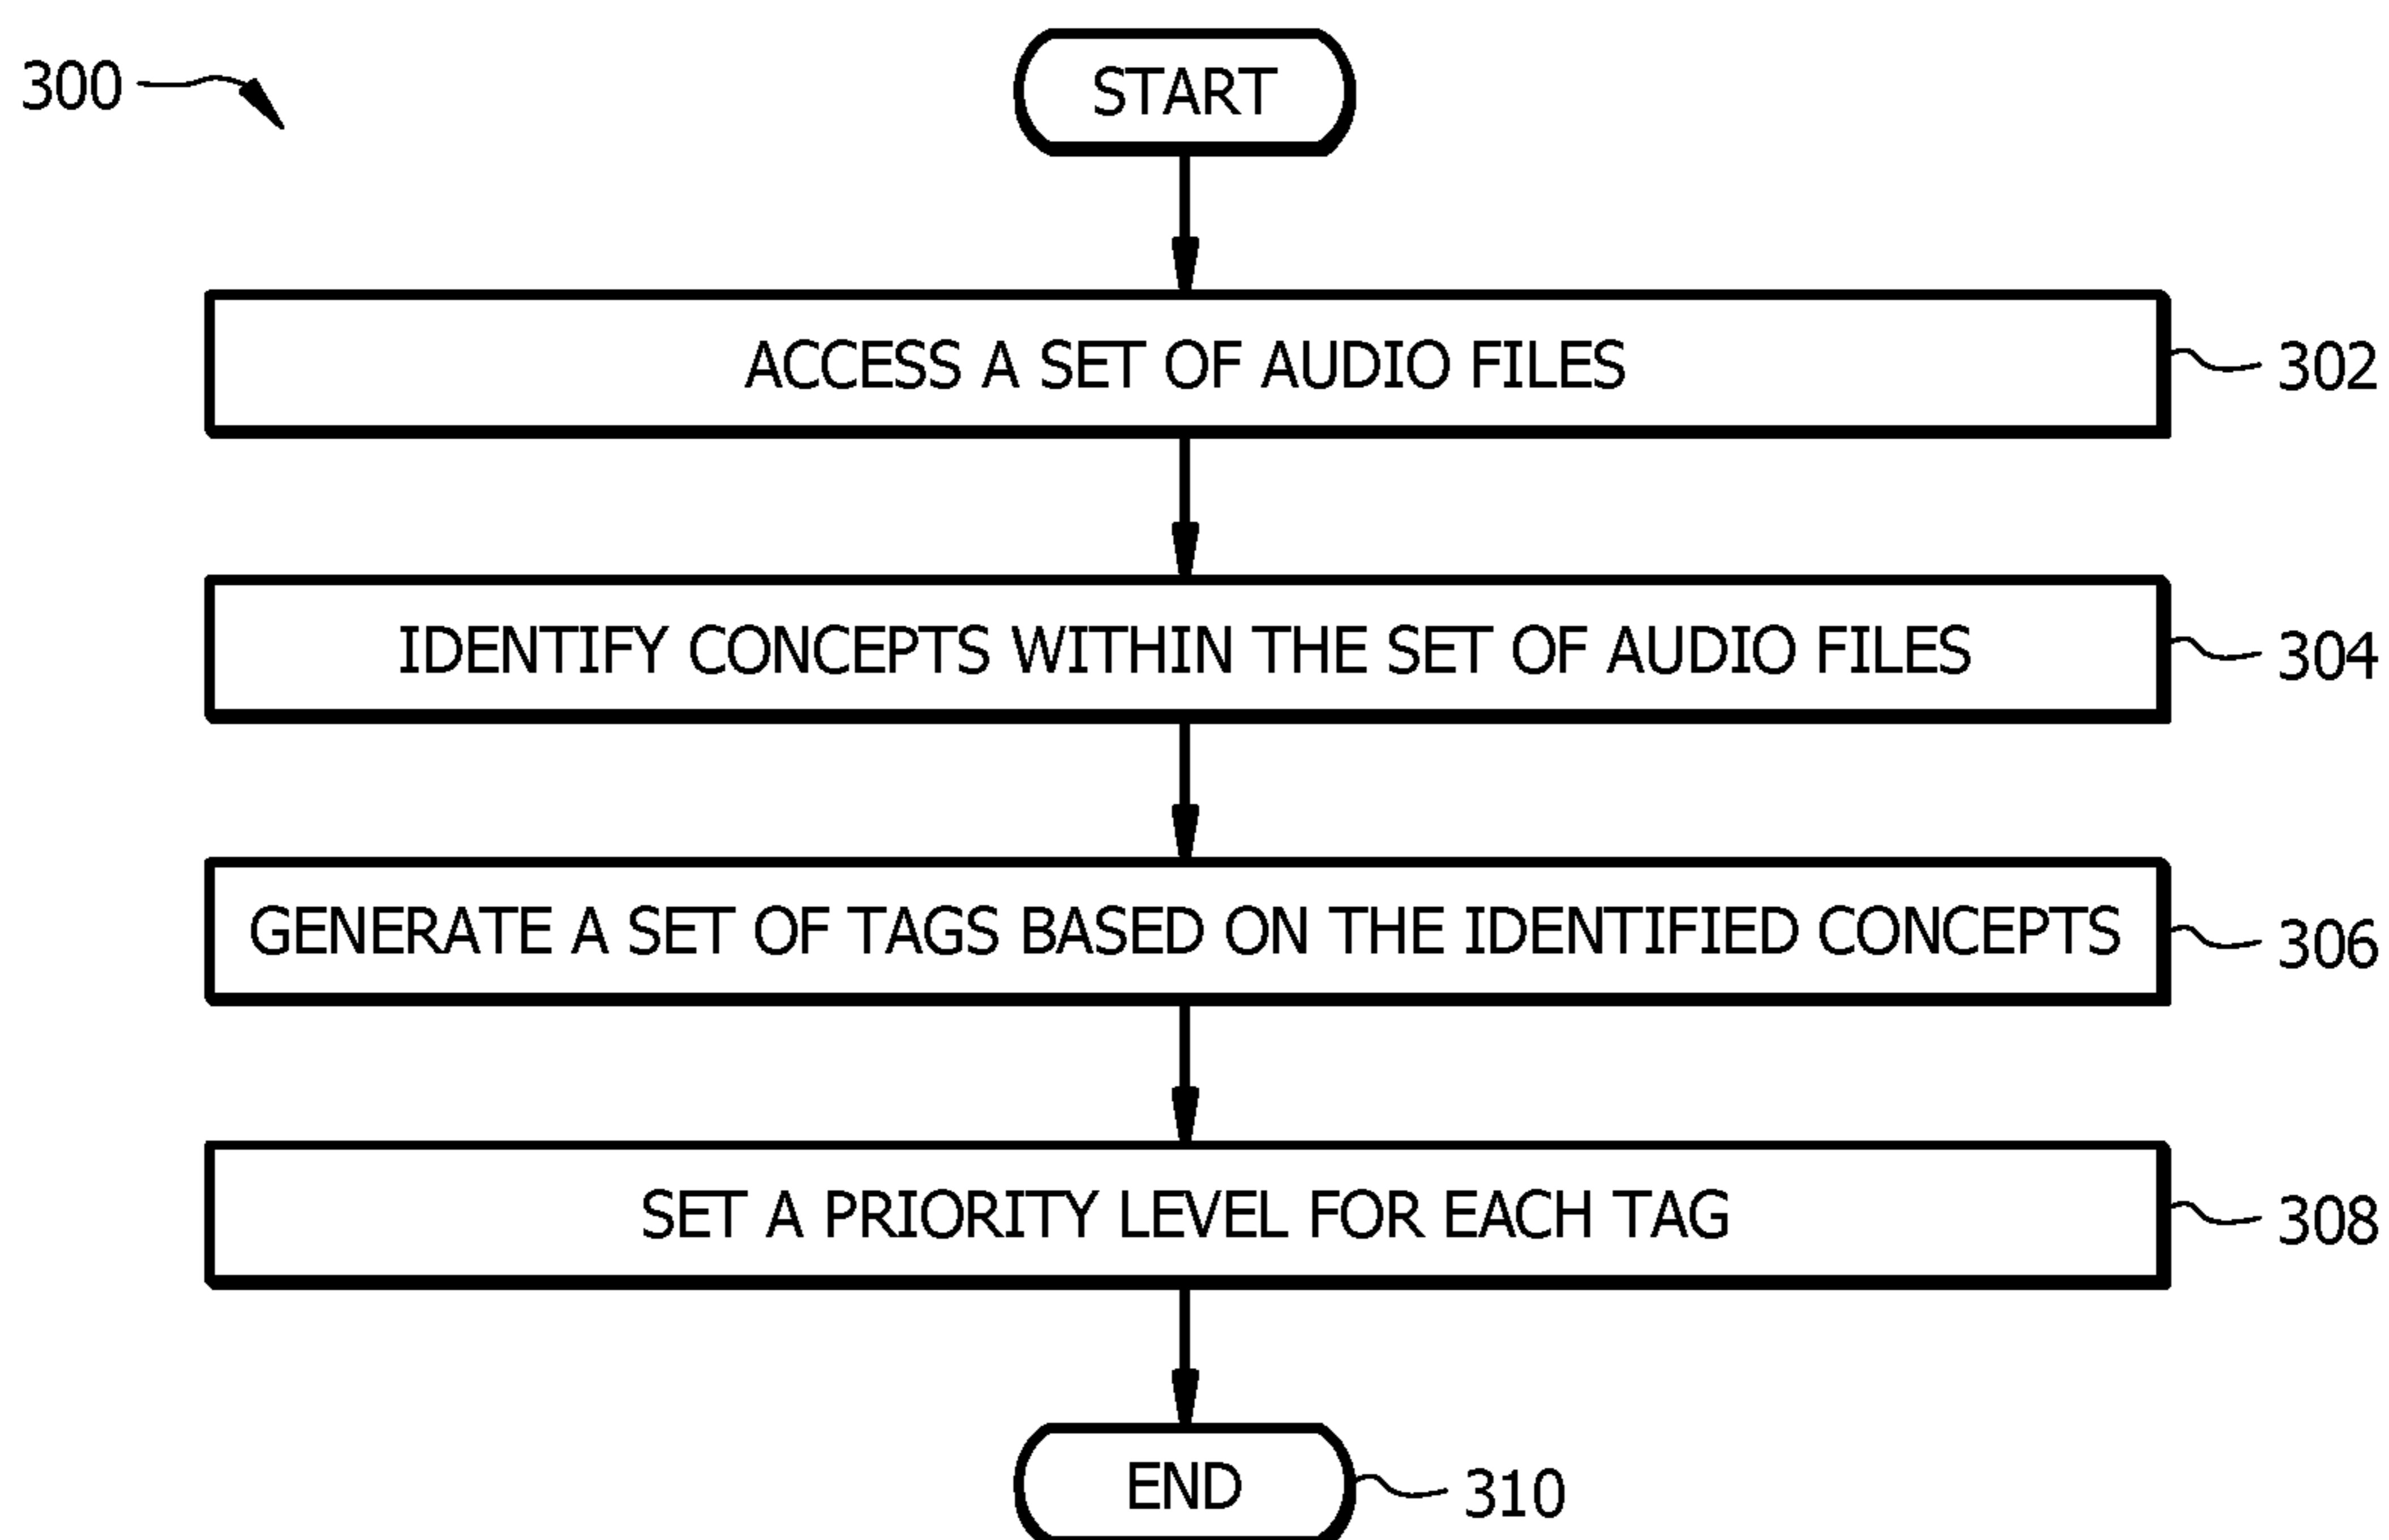 300
START
ACCESS A SET OF AUDIO FILES
302
IDENTIFY CONCEPTS WITHIN THE SET OF AUDIO FILES
304
GENERATE A SET OF TAGS BASED ON THE IDENTIFIED CONCEPTS
306
SET A PRIORITY LEVEL FOR EACH TAG
308
END
310